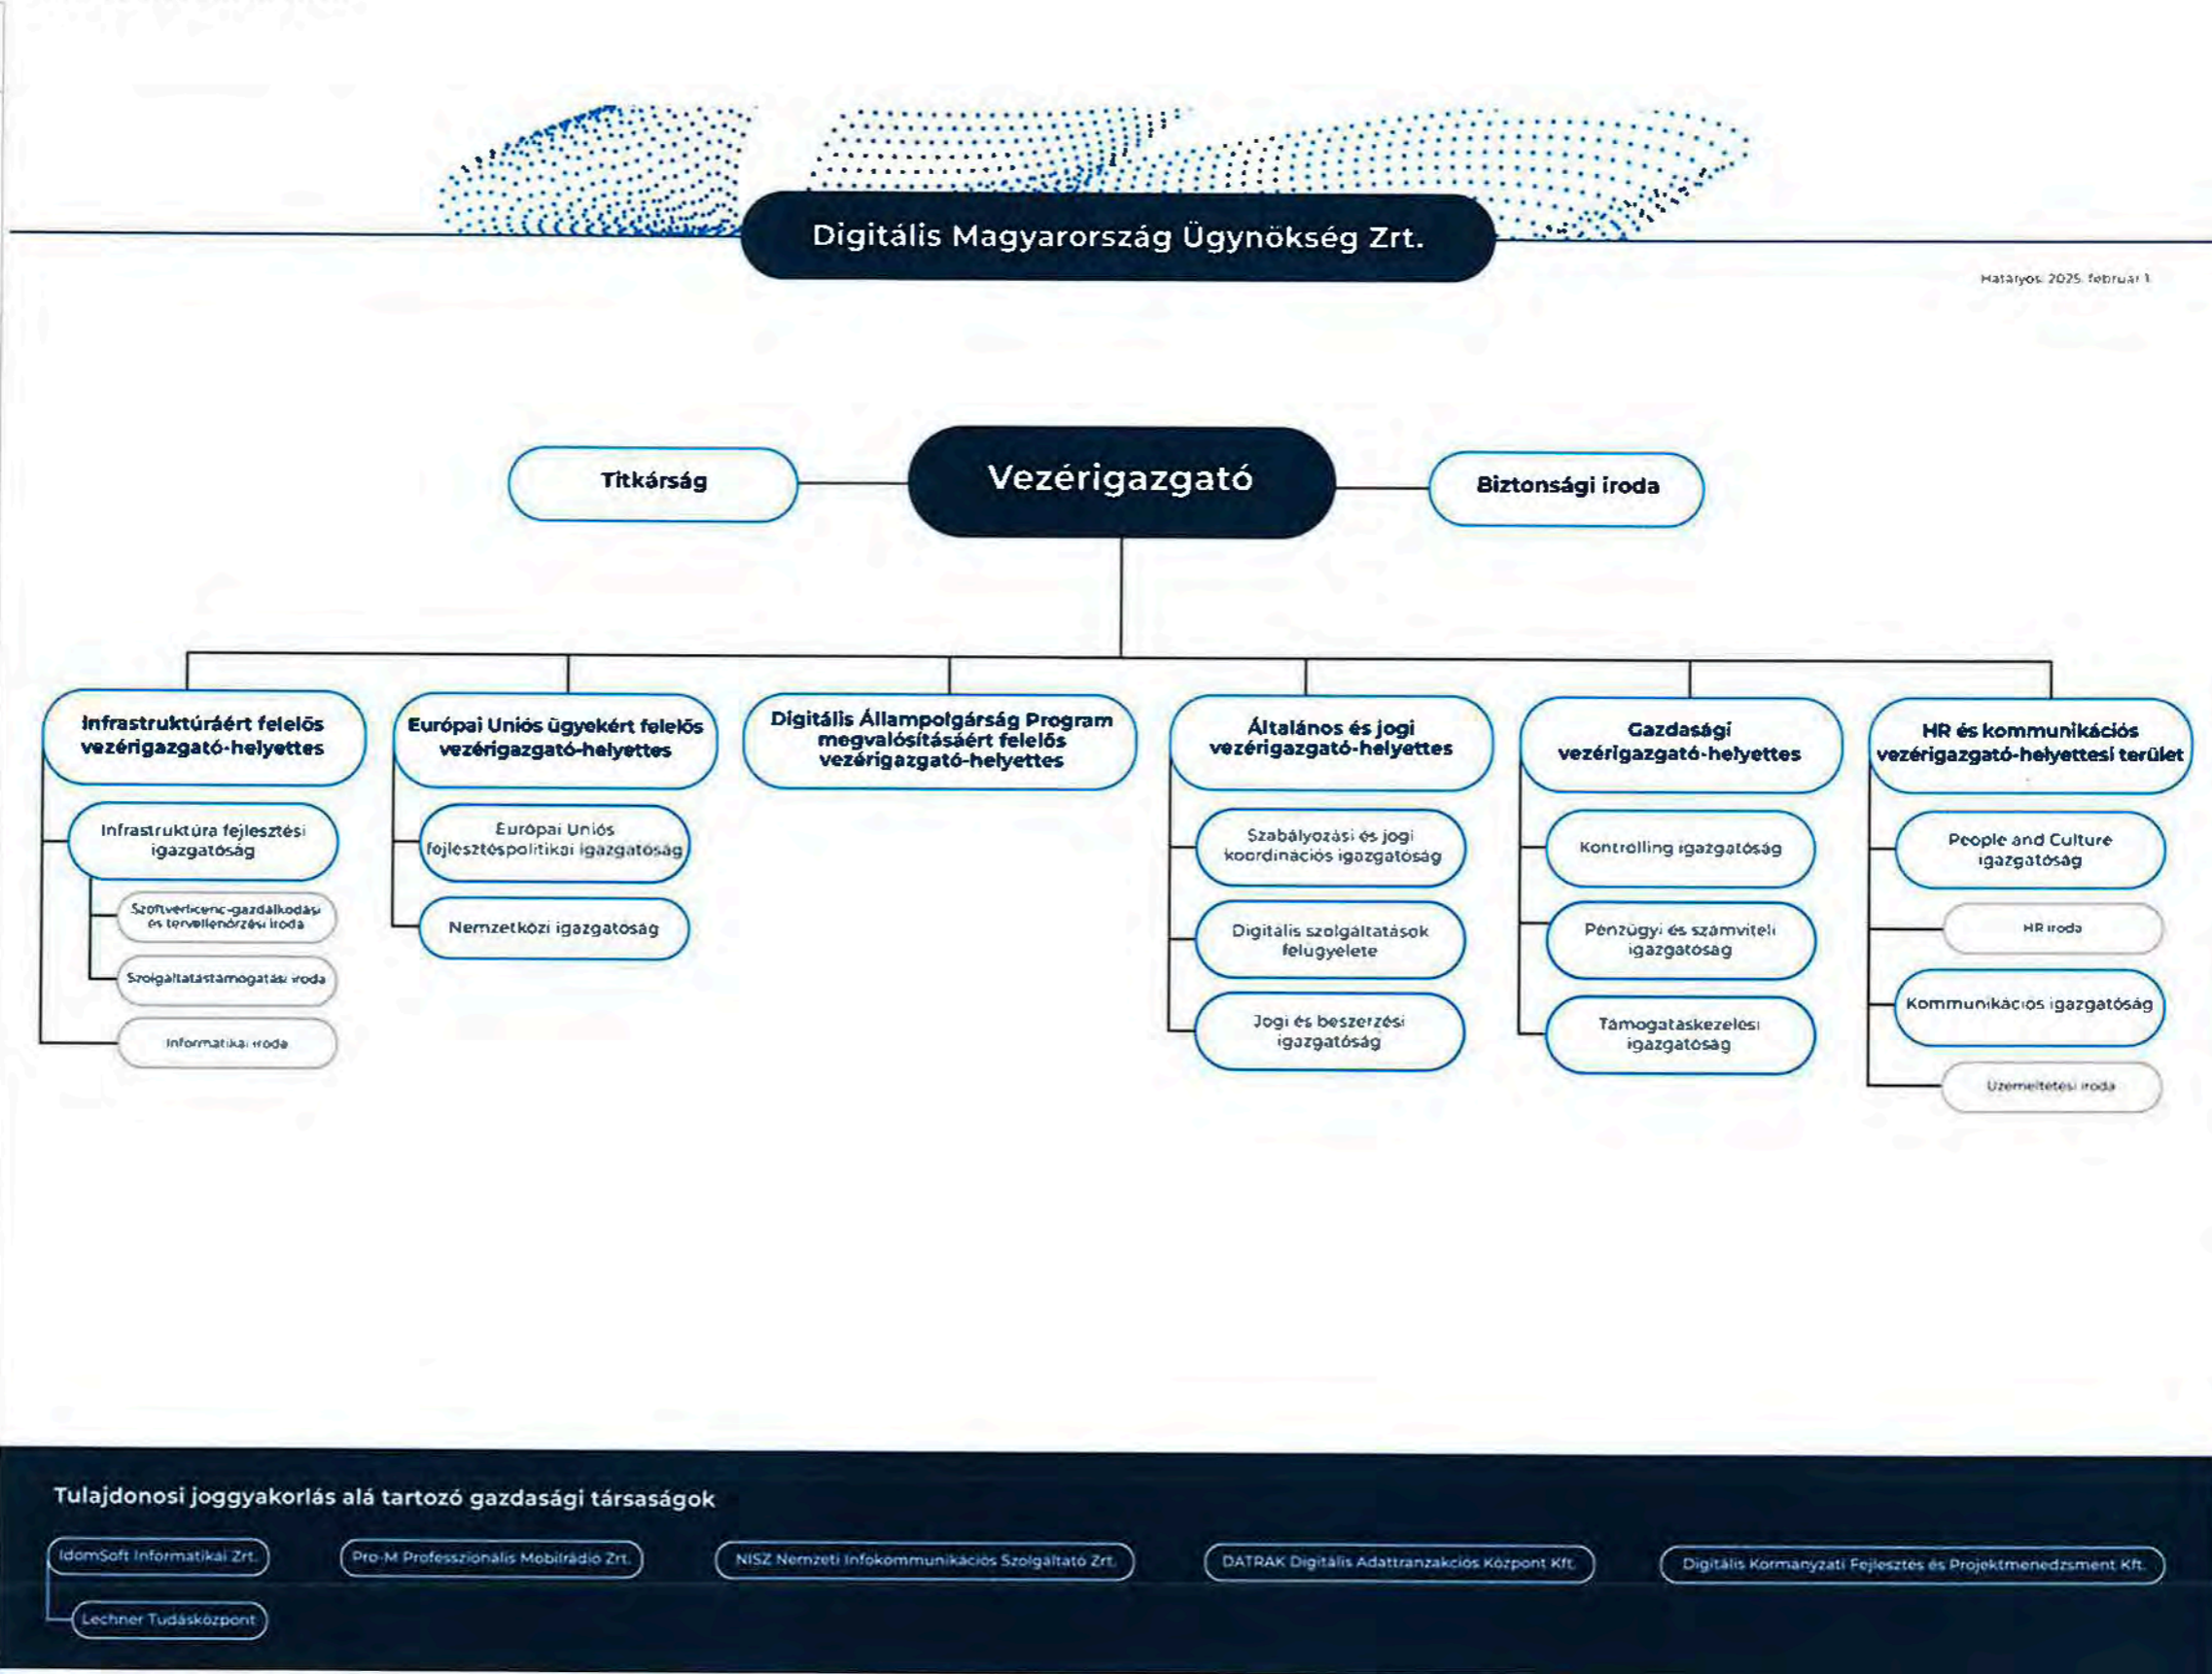 Digitális Magyarország Ügynökség Zrt.
Hatályos: 2025. február 1.
Titkárság
Vezérigazgató
Biztonsági iroda
Infrastruktúráért felelős
vezérigazgató-helyettes
Infrastruktúra fejlesztési
igazgatóság
Szoftverlicenc-gazdálkodási
és tervellenőrzési iroda
Szolgáltatástámogatási iroda
Informatikai iroda
Európai Uniós ügyekért felelős
vezérigazgató-helyettes
Európai Uniós
fejlesztéspolitikai igazgatóság
Nemzetközi igazgatóság
Digitális Állampolgárság Program
megvalósításáért felelős
vezérigazgató-helyettes
Általános és jogi
vezérigazgató-helyettes
Szabályozási és jogi
koordinációs igazgatóság
Digitális szolgáltatások
felügyelete
Jogi és beszerzési
igazgatóság
Gazdasági
vezérigazgató-helyettes
Kontrolling igazgatóság
Pénzügyi és számviteli
igazgatóság
Támogatáskezelési
igazgatóság
HR és kommunikációs
vezérigazgató-helyettesi terület
People and Culture
igazgatóság
HR iroda
Kommunikációs igazgatóság
Üzemeltetési iroda
Tulajdonosi joggyakorlás alá tartozó gazdasági társaságok
IdomSoft Informatikai Zrt.
Pro-M Professzionális Mobilrádió Zrt.
NISZ Nemzeti Infokommunikációs Szolgáltató Zrt.
DATRAK Digitális Adattranzakciós Központ Kft.
Digitális Kormányzati Fejlesztés és Projektmenedzsment Kft.
Lechner Tudásközpont